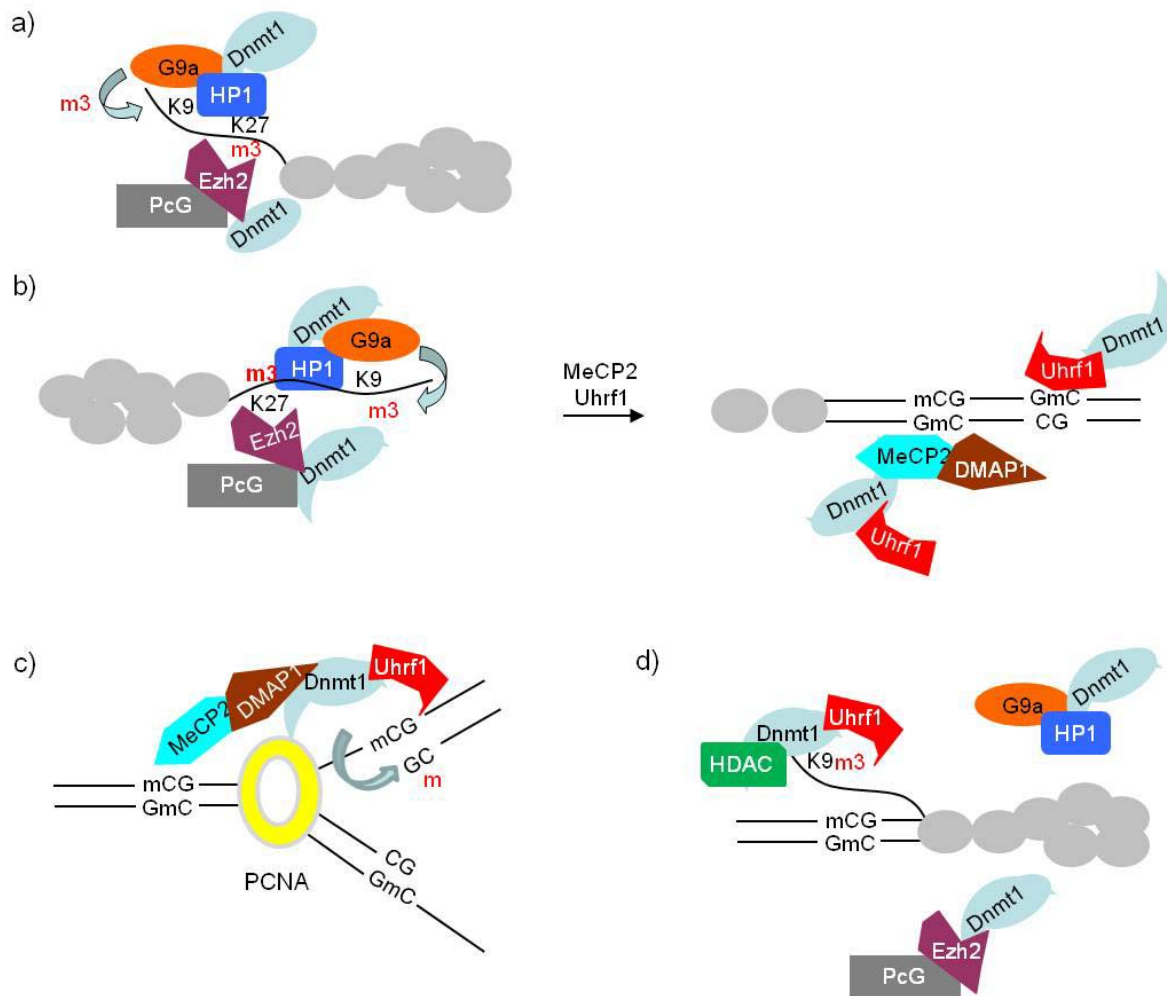 a)
Dnmt1
G9a
HP1
m3
K9
K27
m3
Ezh2
PcG
Dnmt1
b)
Dnmt1
G9a
HP1
m3
K9
K27
m3
Ezh2
PcG
Dnmt1
MeCP2
Uhrf1
Dnmt1
Uhrf1
mCG
GmC
GmC
CG
MeCP2
DMAP1
Dnmt1
Uhrf1
c)
MeCP2
DMAP1
Dnmt1
Uhrf1
mCG
GC
m
mCG
GmC
CG
GmC
PCNA
d)
Dnmt1
Uhrf1
HDAC
K9m3
Dnmt1
G9a
HP1
mCG
GmC
Dnmt1
Ezh2
PcG